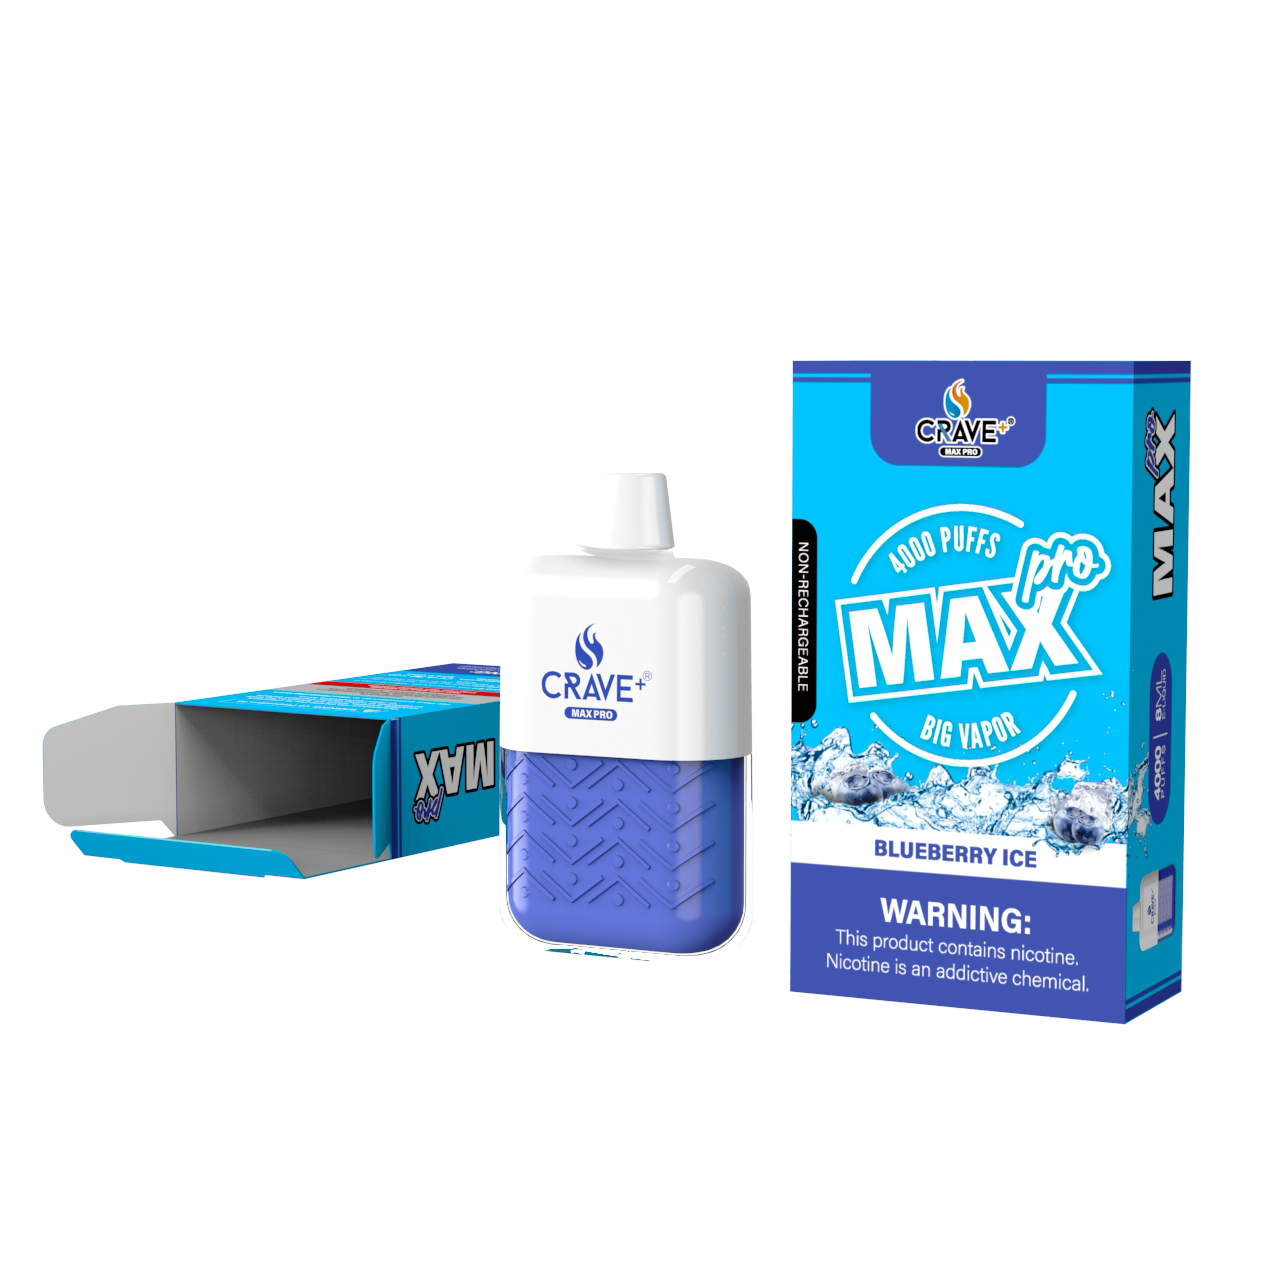 MAX
pro
CRAVE+®
MAX PRO
CRAVE+®
MAX PRO
4000 PUFFS
MAX
pro
BIG VAPOR
NON-RECHARGEABLE
BLUEBERRY ICE
WARNING:
This product contains nicotine.
Nicotine is an addictive chemical.
MAX
pro
4000
PUFFS
8ML
E-LIQUID